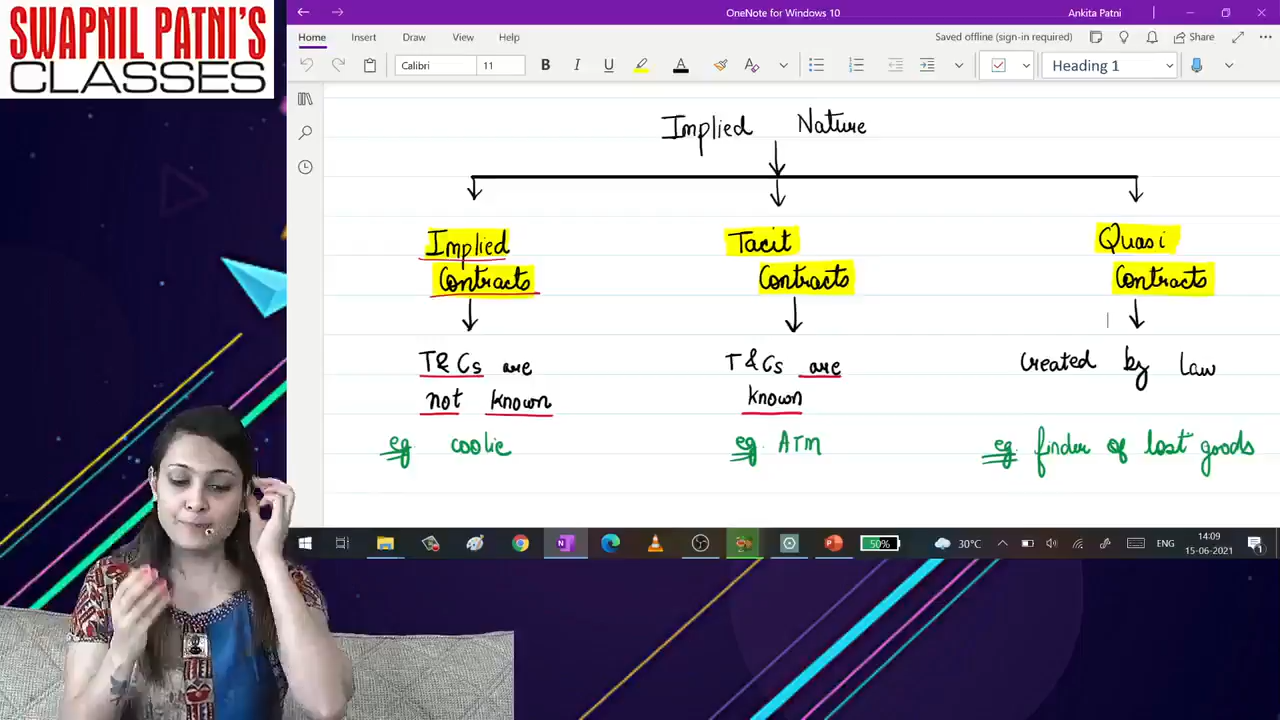 SWAPNIL PATNI'S
CLASSES
OneNote for Windows 10
Ankita Patni
Home Insert Draw View Help
Saved offline (sign-in required)
Share
Calibri 11 B I U A Heading 1
Implied Nature
Implied Contracts
T&Cs are not known
eg. coolie
Tacit Contracts
T&Cs are known
eg. ATM
Quasi Contracts
Created by Law
eg. finder of lost goods
50%
30°C
ENG
14:09
15-06-2021